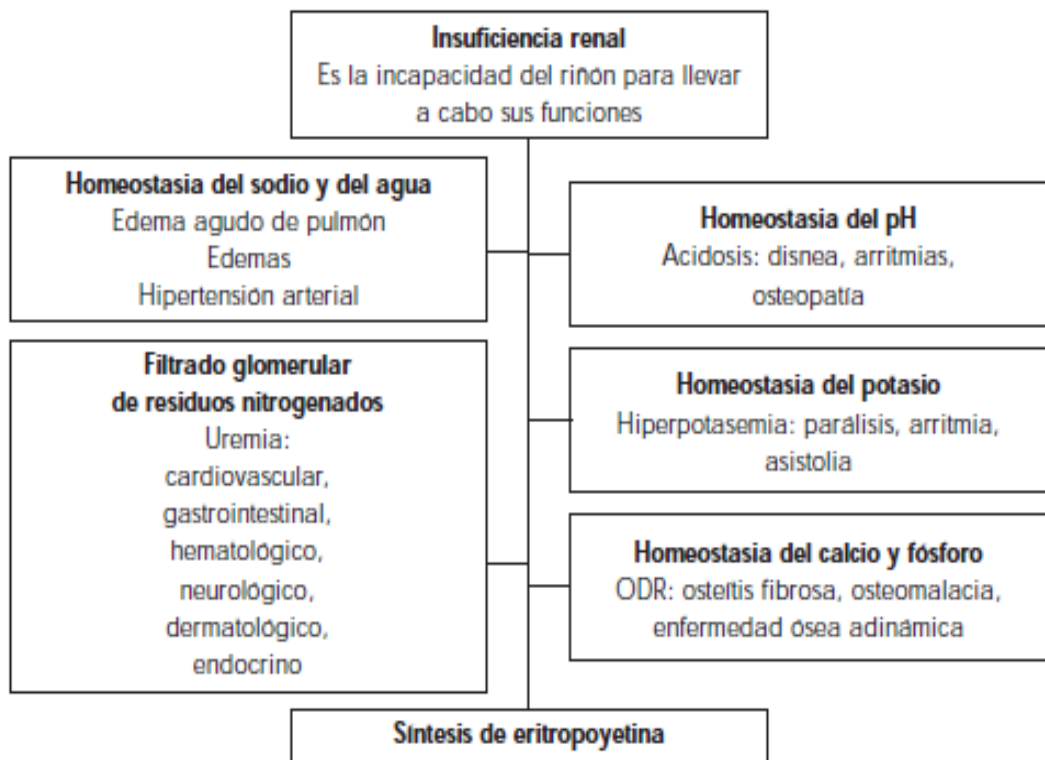 Insuficiencia renal
Es la incapacidad del riñón para llevar
a cabo sus funciones
Homeostasia del sodio y del agua
Edema agudo de pulmón
Edemas
Hipertensión arterial
Homeostasia del pH
Acidosis: disnea, arritmias,
osteopatía
Filtrado glomerular
de residuos nitrogenados
Uremia:
cardiovascular,
gastrointestinal,
hematológico,
neurológico,
dermatológico,
endocrino
Homeostasia del potasio
Hiperpotasemia: parálisis, arritmia,
asistolia
Homeostasia del calcio y fósforo
ODR: osteítis fibrosa, osteomalacia,
enfermedad ósea adinámica
Síntesis de eritropoyetina